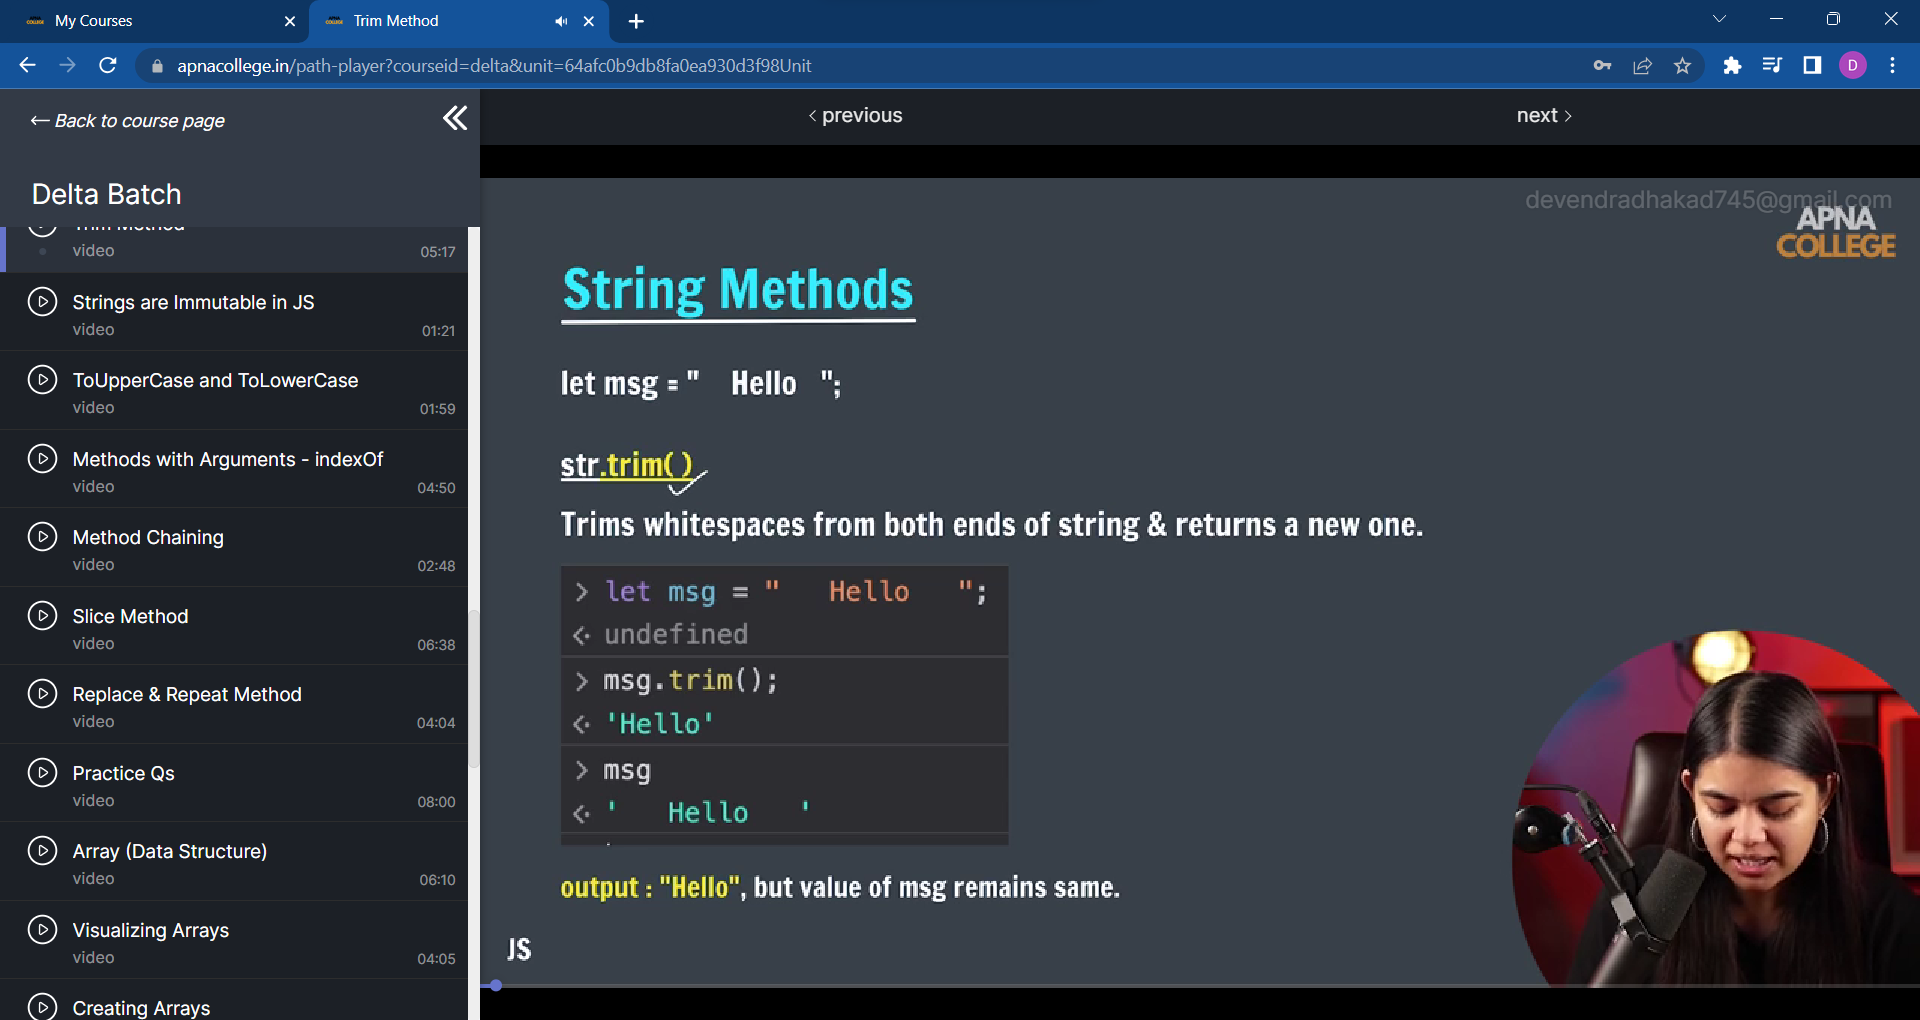 My Courses
Trim Method
apnacollege.in/path-player?courseid=delta&unit=64afc0b9db8fa0ea930d3f98Unit
D
← Back to course page
‹ previous
next ›
Delta Batch
Trim Method
video
05:17
Strings are Immutable in JS
video
01:21
ToUpperCase and ToLowerCase
video
01:59
Methods with Arguments - indexOf
video
04:50
Method Chaining
video
02:48
Slice Method
video
06:38
Replace & Repeat Method
video
04:04
Practice Qs
video
08:00
Array (Data Structure)
video
06:10
Visualizing Arrays
video
04:05
Creating Arrays
devendradhakad745@gmail.com
APNA
COLLEGE
String Methods
let msg = "   Hello   ";
str.trim( )
Trims whitespaces from both ends of string & returns a new one.
> let msg = "   Hello   ";
<· undefined
> msg.trim();
<· 'Hello'
> msg
<· '   Hello   '
output : "Hello", but value of msg remains same.
JS